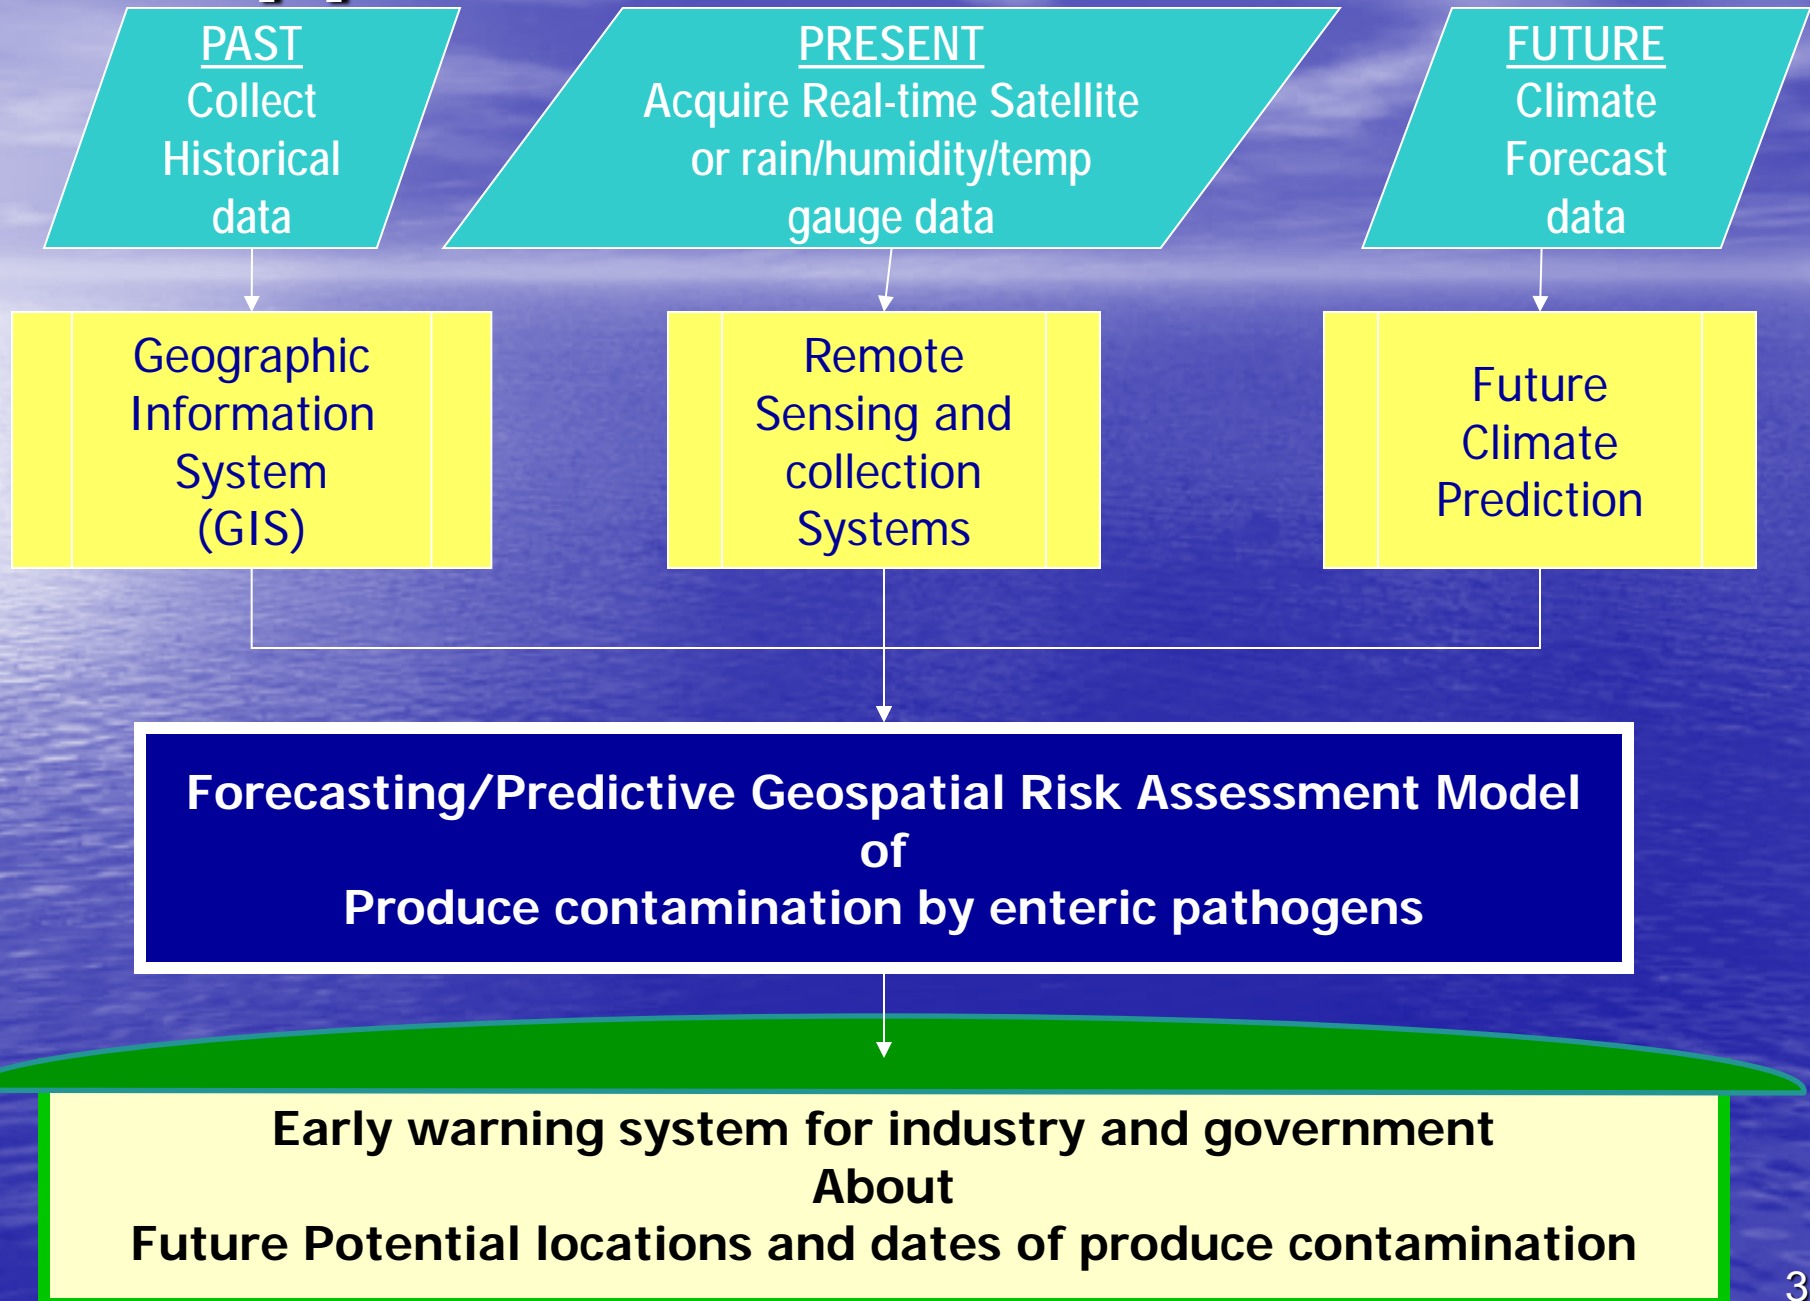 PAST
Collect
Historical
data
PRESENT
Acquire Real-time Satellite
or rain/humidity/temp
gauge data
FUTURE
Climate
Forecast
data
Geographic
Information
System
(GIS)
Remote
Sensing and
collection
Systems
Future
Climate
Prediction
Forecasting/Predictive Geospatial Risk Assessment Model
of
Produce contamination by enteric pathogens
Early warning system for industry and government
About
Future Potential locations and dates of produce contamination
3